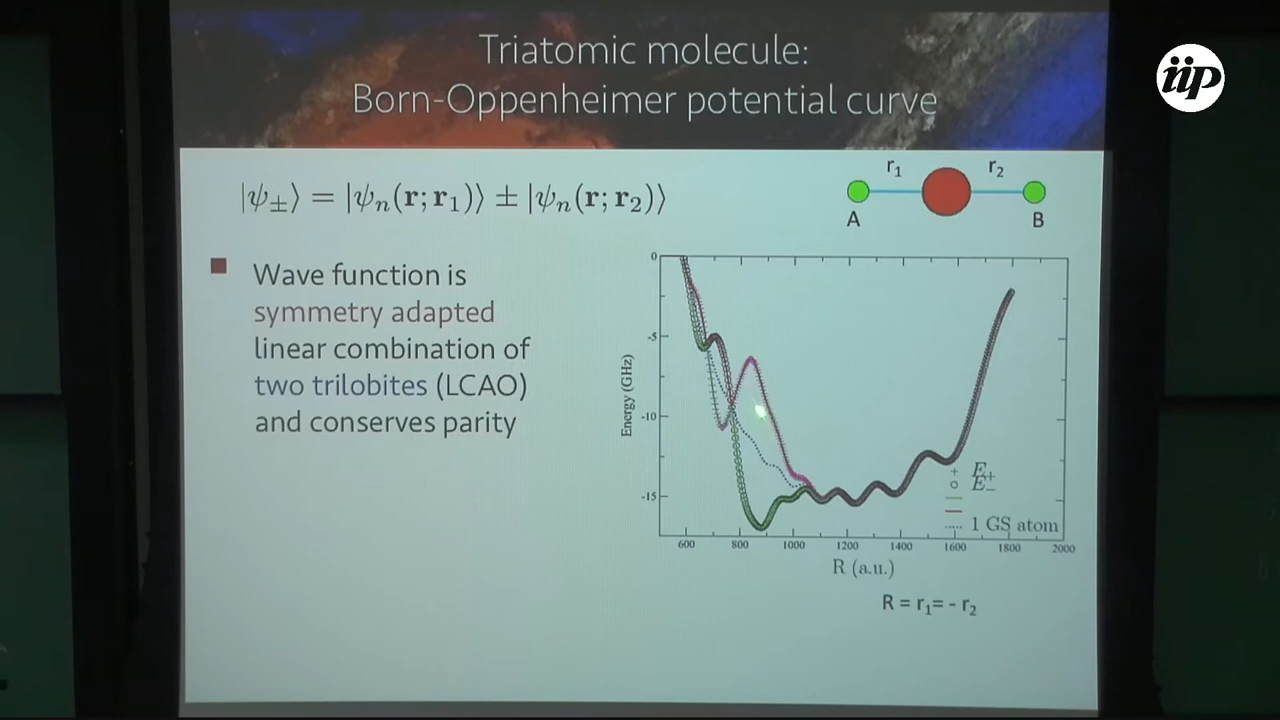 Triatomic molecule:
Born-Oppenheimer potential curve
iip
|ψ±⟩ = |ψn(r; r1)⟩ ± |ψn(r; r2)⟩
r1 r2
A B
Wave function is
symmetry adapted
linear combination of
two trilobites (LCAO)
and conserves parity
Energy (GHz)
0
-5
-10
-15
+ E+
o E−
..... 1 GS atom
600 800 1000 1200 1400 1600 1800 2000
R (a.u.)
R = r1= - r2